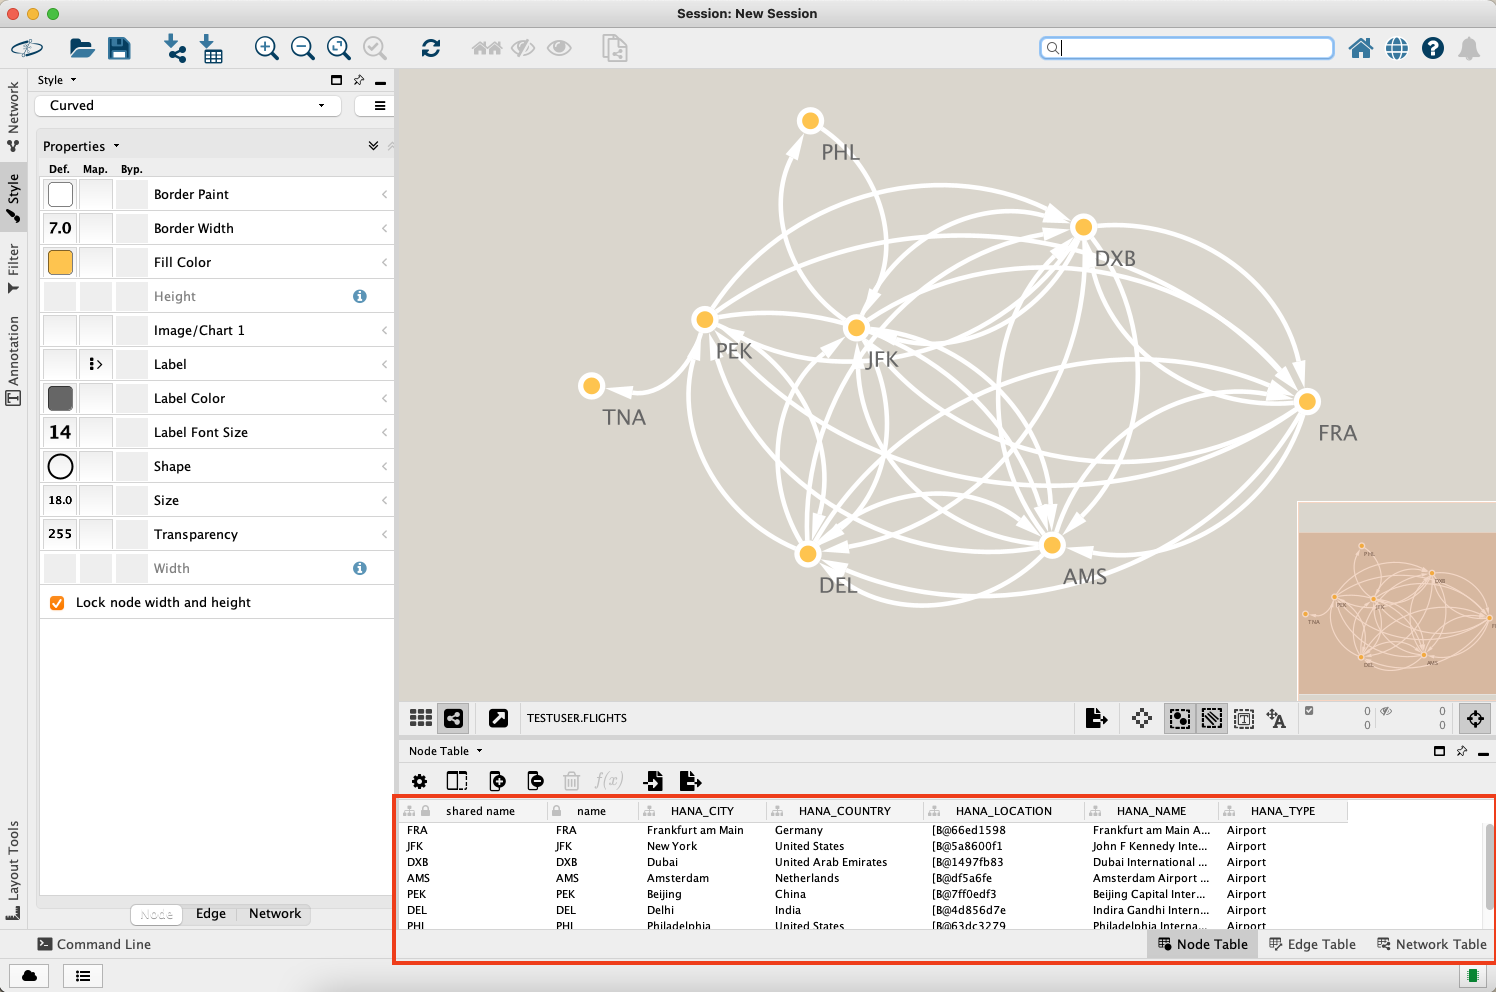 Session: New Session
Style
Curved
Network
Style
Filter
Annotation
Layout Tools
Properties
Def. Map. Byp.
Border Paint
7.0 Border Width
Fill Color
Height
Image/Chart 1
Label
Label Color
14 Label Font Size
Shape
18.0 Size
255 Transparency
Width
Lock node width and height
Node Edge Network
PHL
DXB
PEK
JFK
TNA
FRA
DEL
AMS
PHL
DXB
PEK
JFK
TNA
DEL
AMS
TESTUSER.FLIGHTS
0 0
0 0
Node Table
f(x)
shared name name HANA_CITY HANA_COUNTRY HANA_LOCATION HANA_NAME HANA_TYPE
FRA FRA Frankfurt am Main Germany [B@66ed1598 Frankfurt am Main A... Airport
JFK JFK New York United States [B@5a8600f1 John F Kennedy Inte... Airport
DXB DXB Dubai United Arab Emirates [B@1497fb83 Dubai International ... Airport
AMS AMS Amsterdam Netherlands [B@df5a6fe Amsterdam Airport ... Airport
PEK PEK Beijing China [B@7ff0edf3 Beijing Capital Inter... Airport
DEL DEL Delhi India [B@4d856d7e Indira Gandhi Intern... Airport
PHL PHL Philadelphia United States [B@63dc3279 Philadelphia Interna... Airport
Node Table Edge Table Network Table
Command Line